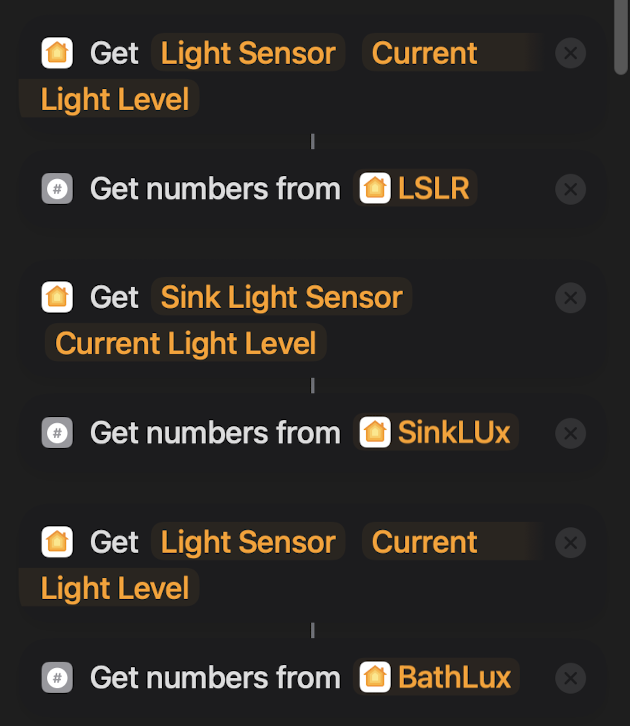 Get Light Sensor Current
Light Level
# Get numbers from LSLR
Get Sink Light Sensor
Current Light Level
# Get numbers from SinkLUx
Get Light Sensor Current
Light Level
# Get numbers from BathLux